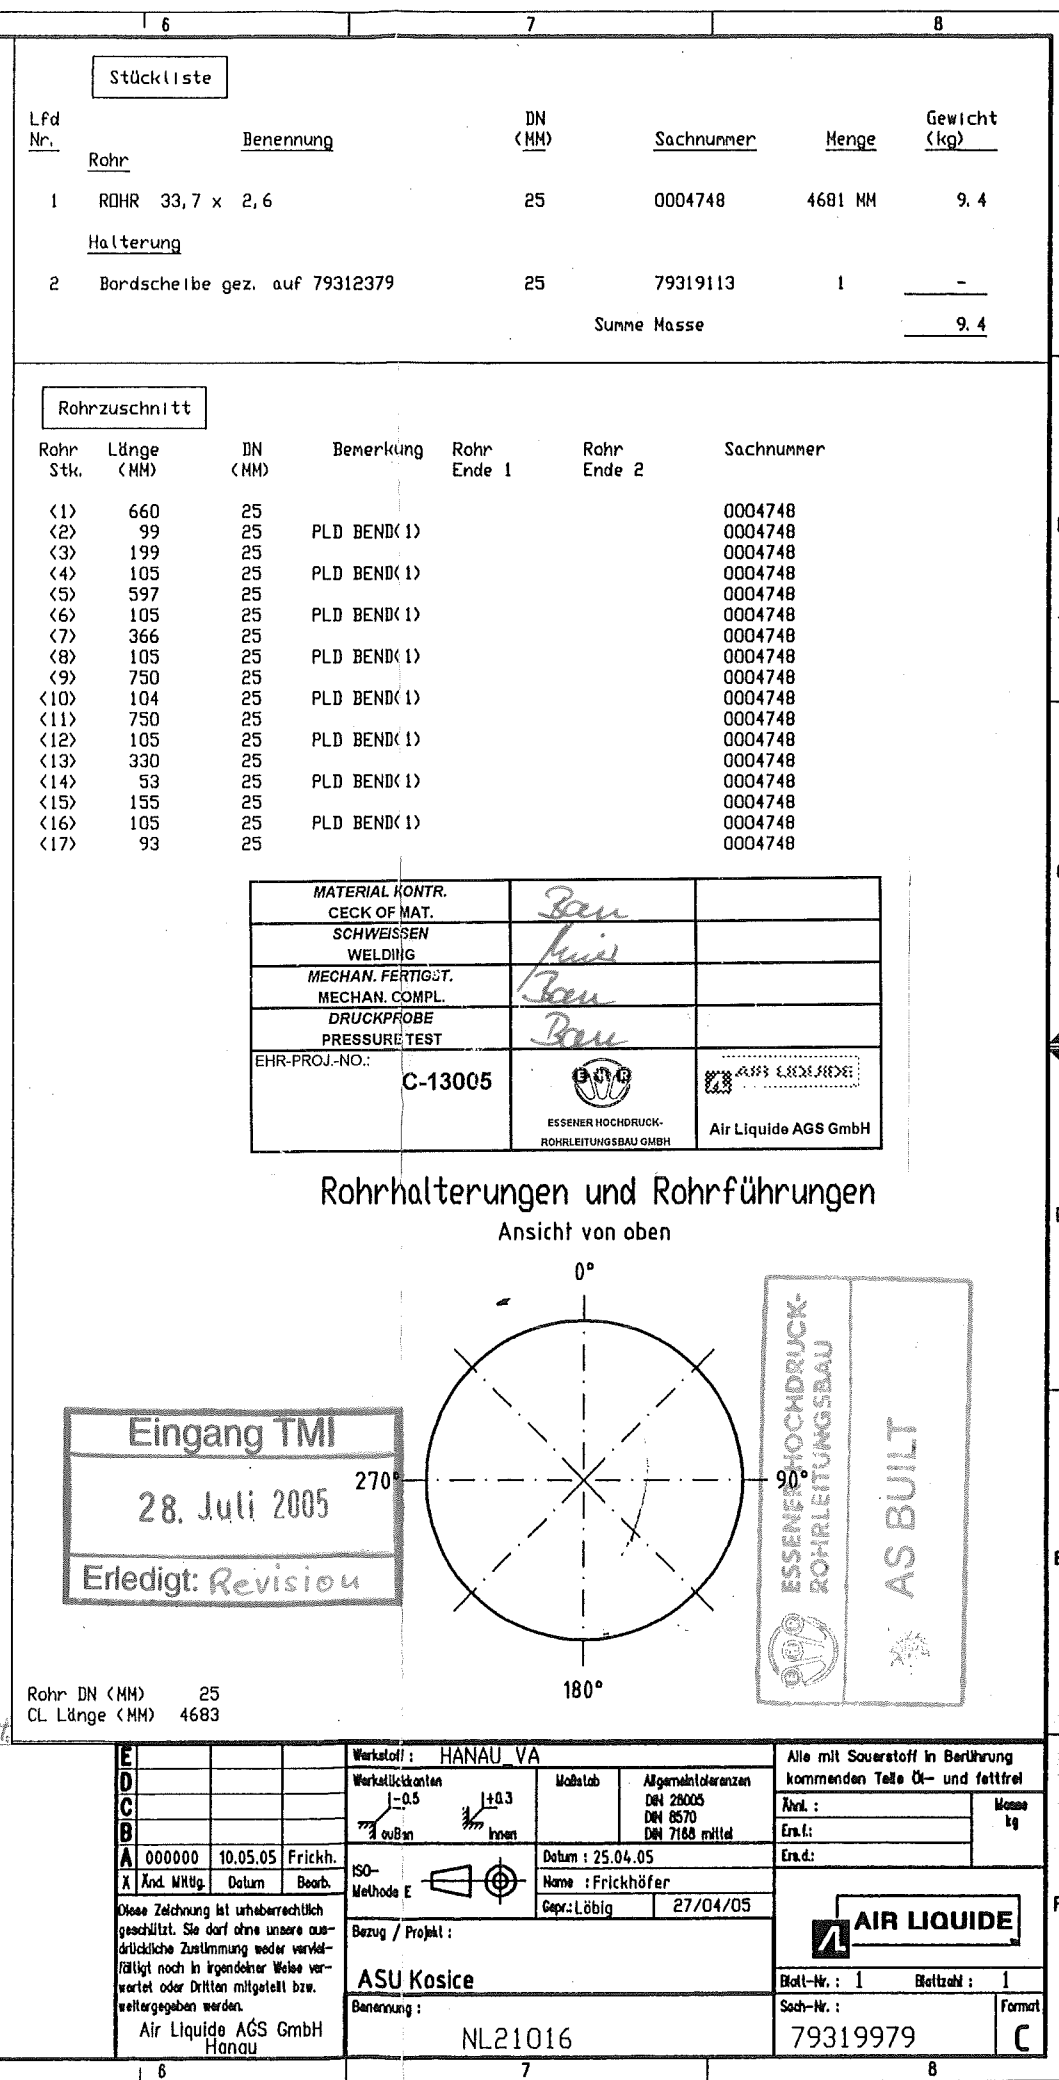 6 7 8
Stückliste
Lfd Nr. Benennung DN (MM) Sachnummer Menge Gewicht (kg)
Rohr
1 ROHR 33,7 x 2,6 25 0004748 4681 MM 9.4
Halterung
2 Bordscheibe gez. auf 79312379 25 79319113 1 -
Summe Masse 9.4
Rohrzuschnitt
Rohr Stk. Länge (MM) DN (MM) Bemerkung Rohr Ende 1 Rohr Ende 2 Sachnummer
<1> 660 25 0004748
<2> 99 25 PLD BEND(1) 0004748
<3> 199 25 0004748
<4> 105 25 PLD BEND(1) 0004748
<5> 597 25 0004748
<6> 105 25 PLD BEND(1) 0004748
<7> 366 25 0004748
<8> 105 25 PLD BEND(1) 0004748
<9> 750 25 0004748
<10> 104 25 PLD BEND(1) 0004748
<11> 750 25 0004748
<12> 105 25 PLD BEND(1) 0004748
<13> 330 25 0004748
<14> 53 25 PLD BEND(1) 0004748
<15> 155 25 0004748
<16> 105 25 PLD BEND(1) 0004748
<17> 93 25 0004748
MATERIAL KONTR.
CECK OF MAT.
SCHWEISSEN
WELDING
MECHAN. FERTIGST.
MECHAN. COMPL.
DRUCKPROBE
PRESSURE TEST
EHR-PROJ.-NO.:
C-13005
EHR
ESSENER HOCHDRUCK-
ROHRLEITUNGSBAU GMBH
AIR LIQUIDE
Air Liquide AGS GmbH
Rohrhalterungen und Rohrführungen
Ansicht von oben
0°
270° 90°
180°
Eingang TMI
28. Juli 2005
Erledigt: Revision
ESSENER HOCHDRUCK-
ROHRLEITUNGSBAU
EHR
AS BUILT
Rohr DN (MM) 25
CL Länge (MM) 4683
E
D
C
B
A 000000 10.05.05 Frickh.
X Änd. Mittlg. Datum Bearb.
Diese Zeichnung ist urheberrechtlich
geschützt. Sie darf ohne unsere aus-
drückliche Zustimmung weder verviel-
fältigt noch in irgendeiner Weise ver-
wertet oder Dritten mitgeteilt bzw.
weitergegeben werden.
Air Liquide AGS GmbH
Hanau
Werkstoff : HANAU_VA
Werkstückkanten
-0.5 +0.3
außen innen
Maßstab
Allgemeintoleranzen
DIN 28005
DIN 8570
DIN 7168 mittel
ISO-
Methode E
Datum : 25.04.05
Name : Frickhöfer
Gepr.: Löbig 27/04/05
Bezug / Projekt :
ASU Kosice
Benennung :
NL21016
Alle mit Sauerstoff in Berührung
kommenden Teile Öl- und fettfrei
Ähnl. :
Ers.f.:
Ers.d.:
Masse
kg
AIR LIQUIDE
Blatt-Nr. : 1 Blattzahl : 1
Sach-Nr. :
79319979
Format
C
6 7 8